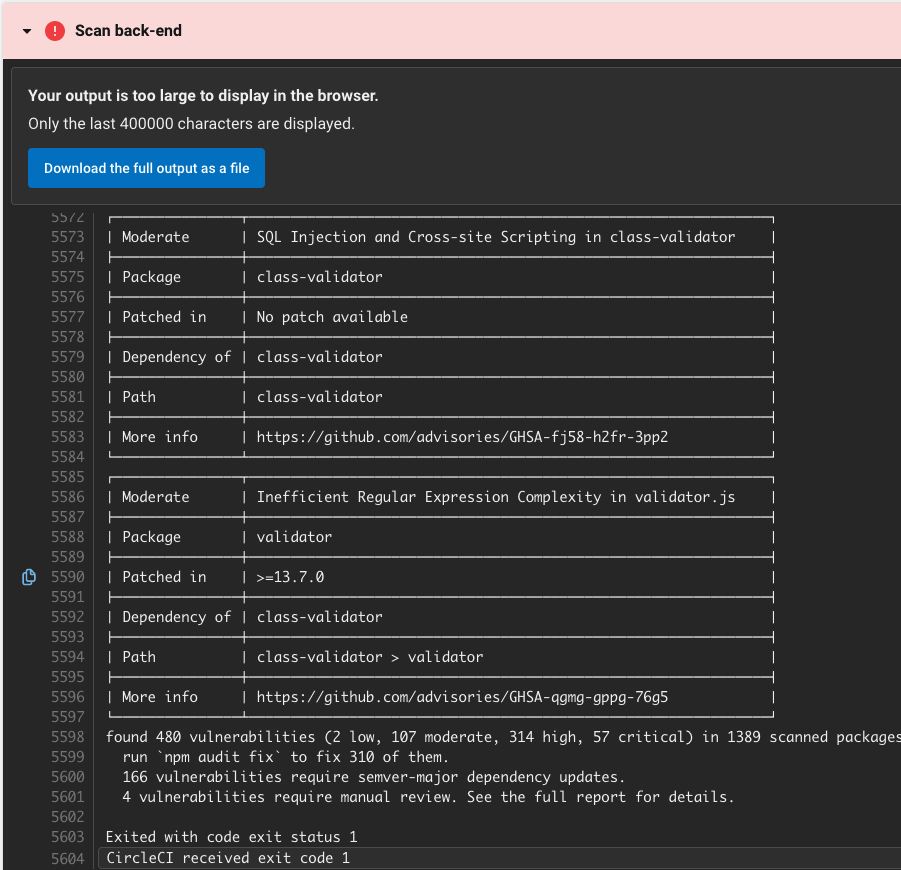 Scan back-end
Your output is too large to display in the browser.
Only the last 400000 characters are displayed.
Download the full output as a file
5572
5573 | Moderate | SQL Injection and Cross-site Scripting in class-validator |
5574
5575 | Package | class-validator |
5576
5577 | Patched in | No patch available |
5578
5579 | Dependency of | class-validator |
5580
5581 | Path | class-validator |
5582
5583 | More info | https://github.com/advisories/GHSA-fj58-h2fr-3pp2 |
5584
5585
5586 | Moderate | Inefficient Regular Expression Complexity in validator.js |
5587
5588 | Package | validator |
5589
5590 | Patched in | >=13.7.0 |
5591
5592 | Dependency of | class-validator |
5593
5594 | Path | class-validator > validator |
5595
5596 | More info | https://github.com/advisories/GHSA-qgmg-gppg-76g5 |
5597
5598 found 480 vulnerabilities (2 low, 107 moderate, 314 high, 57 critical) in 1389 scanned packages
5599 run `npm audit fix` to fix 310 of them.
5600 166 vulnerabilities require semver-major dependency updates.
5601 4 vulnerabilities require manual review. See the full report for details.
5602
5603 Exited with code exit status 1
5604 CircleCI received exit code 1